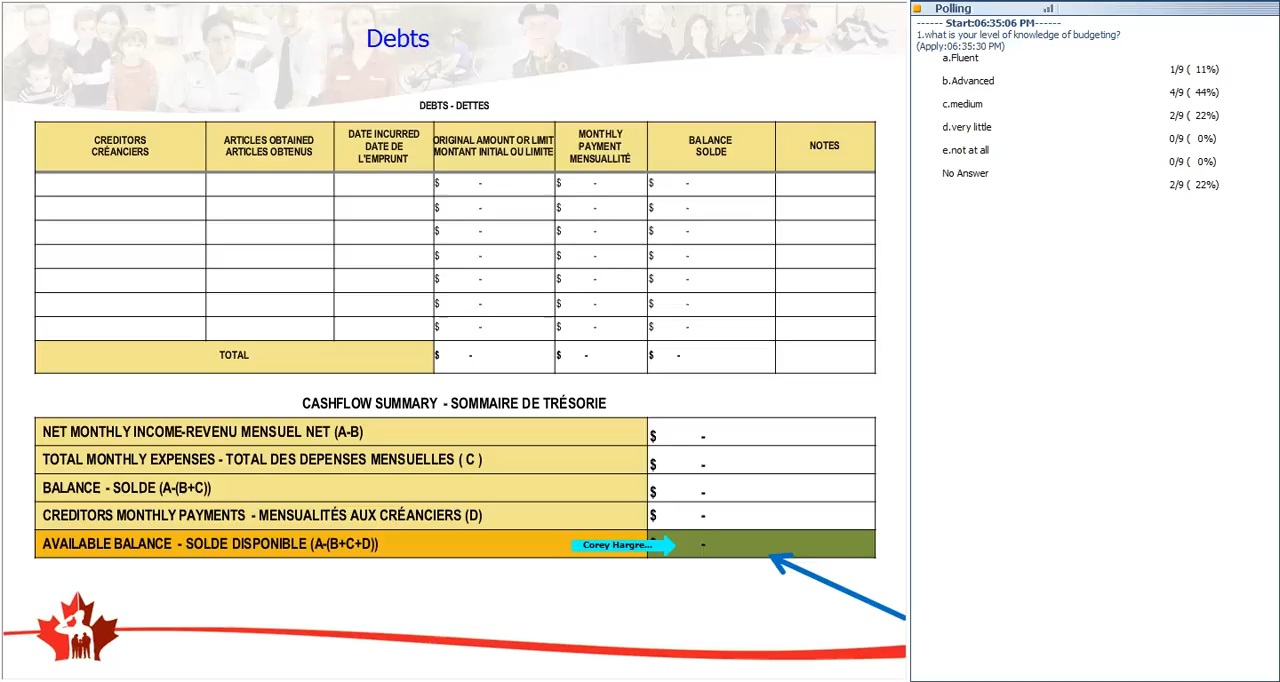 Debts
DEBTS - DETTES
CREDITORS
CRÉANCIERS
ARTICLES OBTAINED
ARTICLES OBTENUS
DATE INCURRED
DATE DE
L'EMPRUNT
ORIGINAL AMOUNT OR LIMIT
MONTANT INITIAL OU LIMITE
MONTHLY
PAYMENT
MENSUALLITÉ
BALANCE
SOLDE
NOTES
$ - $ - $ -
$ - $ - $ -
$ - $ - $ -
$ - $ - $ -
$ - $ - $ -
$ - $ - $ -
$ - $ - $ -
TOTAL $ - $ - $ -
CASHFLOW SUMMARY - SOMMAIRE DE TRÉSORIE
NET MONTHLY INCOME-REVENU MENSUEL NET (A-B) $ -
TOTAL MONTHLY EXPENSES - TOTAL DES DEPENSES MENSUELLES ( C ) $ -
BALANCE - SOLDE (A-(B+C)) $ -
CREDITORS MONTHLY PAYMENTS - MENSUALITÉS AUX CRÉANCIERS (D) $ -
AVAILABLE BALANCE - SOLDE DISPONIBLE (A-(B+C+D)) Corey Hargre... -
Polling
------ Start:06:35:06 PM------
1.what is your level of knowledge of budgeting?
(Apply:06:35:30 PM)
a.Fluent
1/9 ( 11%)
b.Advanced
4/9 ( 44%)
c.medium
2/9 ( 22%)
d.very little
0/9 ( 0%)
e.not at all
0/9 ( 0%)
No Answer
2/9 ( 22%)